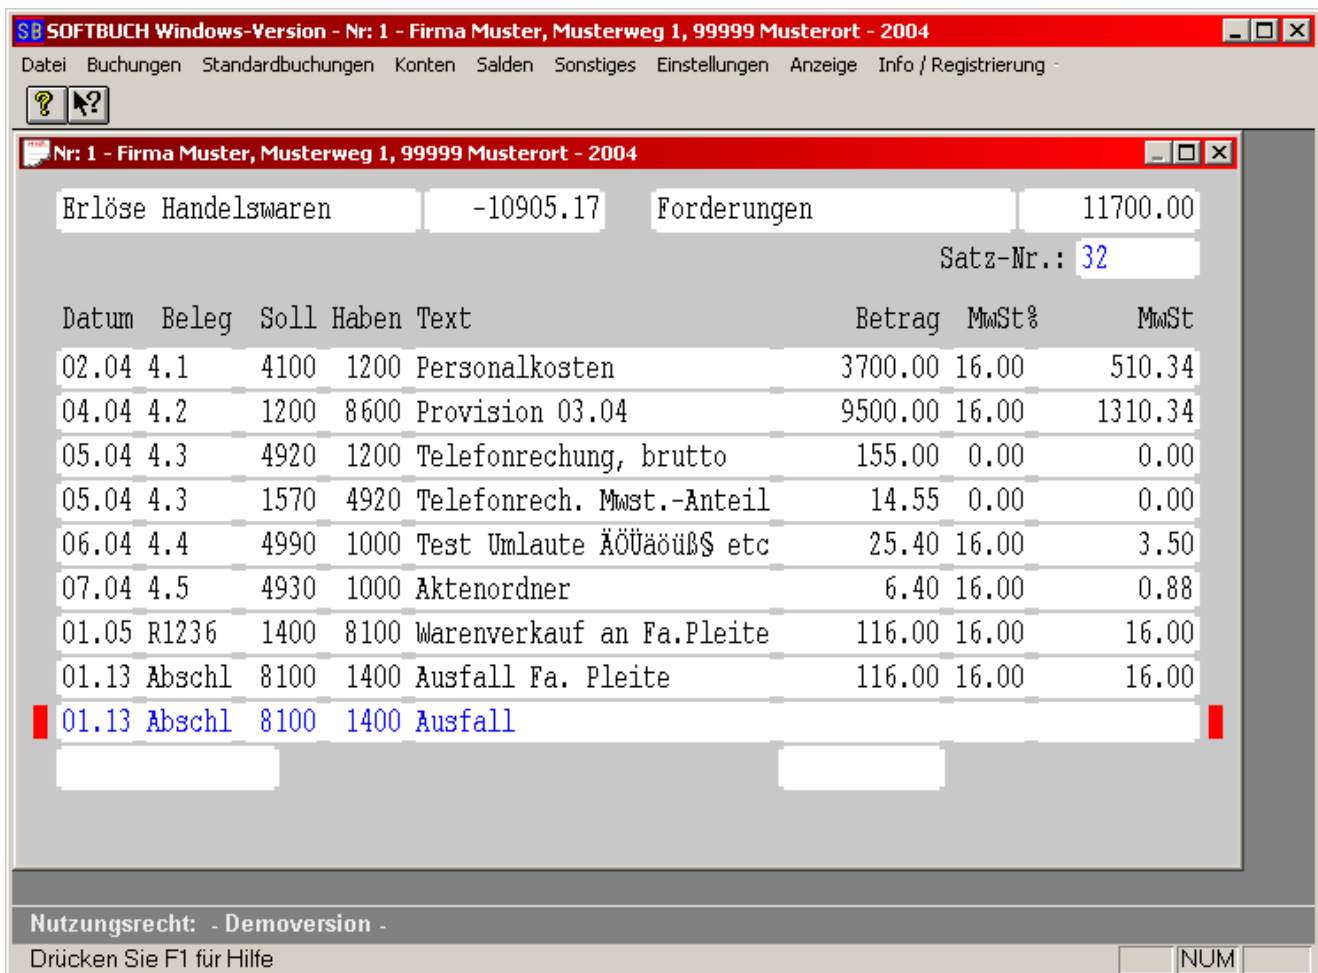 SB SOFTBUCH Windows-Version - Nr: 1 - Firma Muster, Musterweg 1, 99999 Musterort - 2004
Datei Buchungen Standardbuchungen Konten Salden Sonstiges Einstellungen Anzeige Info / Registrierung
Nr: 1 - Firma Muster, Musterweg 1, 99999 Musterort - 2004
Erlöse Handelswaren -10905.17 Forderungen 11700.00
Satz-Nr.: 32
Datum Beleg Soll Haben Text Betrag MwSt% MwSt
02.04 4.1 4100 1200 Personalkosten 3700.00 16.00 510.34
04.04 4.2 1200 8600 Provision 03.04 9500.00 16.00 1310.34
05.04 4.3 4920 1200 Telefonrechung, brutto 155.00 0.00 0.00
05.04 4.3 1570 4920 Telefonrech. Mwst.-Anteil 14.55 0.00 0.00
06.04 4.4 4990 1000 Test Umlaute ÄÖÜäöüß§ etc 25.40 16.00 3.50
07.04 4.5 4930 1000 Aktenordner 6.40 16.00 0.88
01.05 R1236 1400 8100 Warenverkauf an Fa.Pleite 116.00 16.00 16.00
01.13 Abschl 8100 1400 Ausfall Fa. Pleite 116.00 16.00 16.00
01.13 Abschl 8100 1400 Ausfall
Nutzungsrecht: - Demoversion -
Drücken Sie F1 für Hilfe NUM